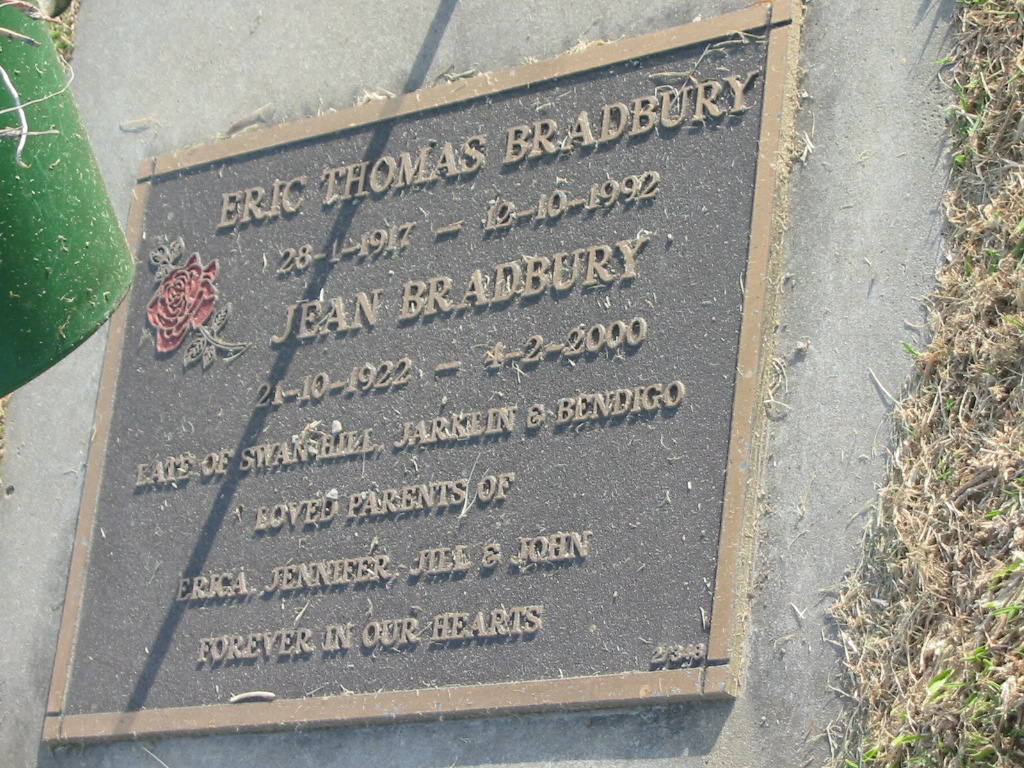 ERIC THOMAS BRADBURY
28-1-1917 – 12-10-1992
JEAN BRADBURY
21-10-1922 – 4-2-2000
LATE OF SWAN HILL, JARKLIN & BENDIGO
LOVED PARENTS OF
ERICA, JENNIFER, JILL & JOHN
FOREVER IN OUR HEARTS